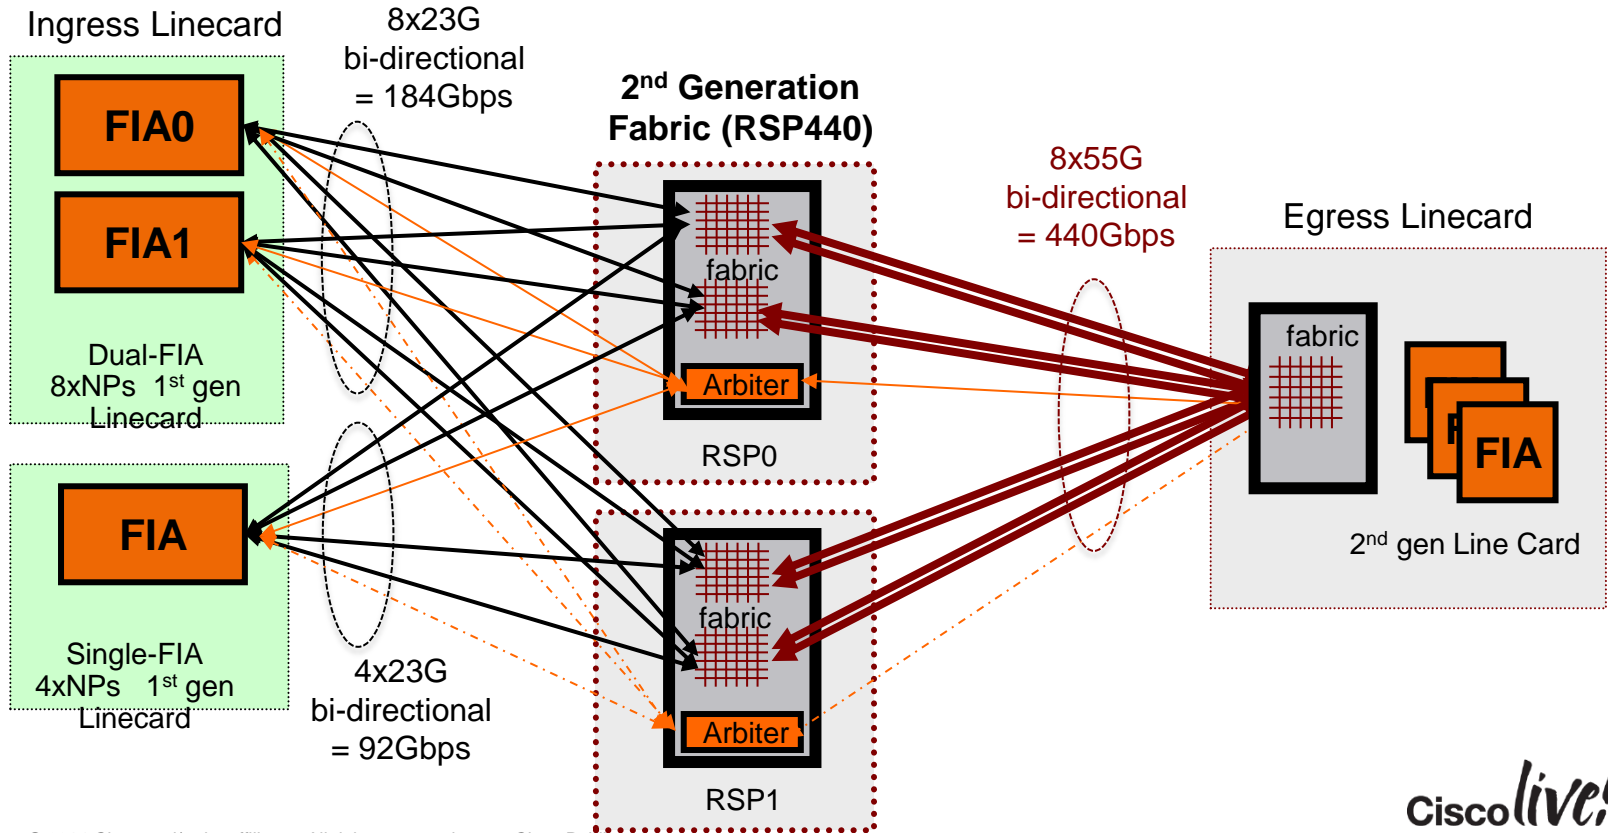 Ingress Linecard
8x23G
bi-directional
= 184Gbps
FIA0
FIA1
Dual-FIA
8xNPs 1st gen
Linecard
FIA
Single-FIA
4xNPs 1st gen
Linecard
4x23G
bi-directional
= 92Gbps
2nd Generation
Fabric (RSP440)
fabric
Arbiter
RSP0
fabric
Arbiter
RSP1
8x55G
bi-directional
= 440Gbps
Egress Linecard
fabric
FIA
2nd gen Line Card
Cisco live!